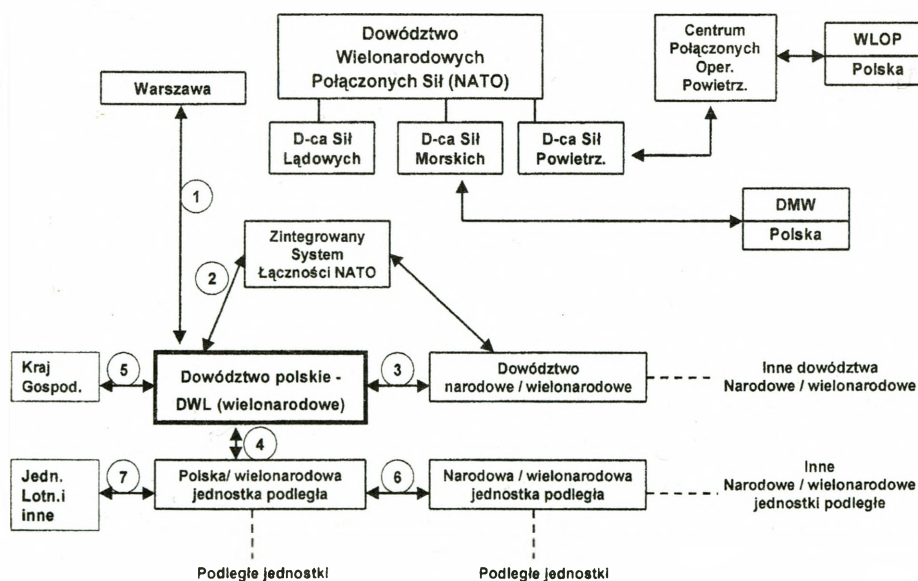 Dowództwo
Wielonarodowych
Połączonych Sił (NATO)
Centrum
Połączonych
Oper.
Powietrz.
WLOP
Polska
Warszawa
D-ca Sił
Lądowych
D-ca Sił
Morskich
D-ca Sił
Powietrz.
1
DMW
Polska
Zintegrowany
System
Łączności NATO
2
Kraj
Gospod.
5
Dowództwo polskie -
DWL (wielonarodowe)
3
Dowództwo
narodowe / wielonarodowe
Inne dowództwa
Narodowe / wielonarodowe
4
Jedn.
Lotn.i
inne
7
Polska/ wielonarodowa
jednostka podległa
6
Narodowa / wielonarodowa
jednostka podległa
Inne
Narodowe / wielonarodowe
jednostki podległe
Podległe jednostki
Podległe jednostki